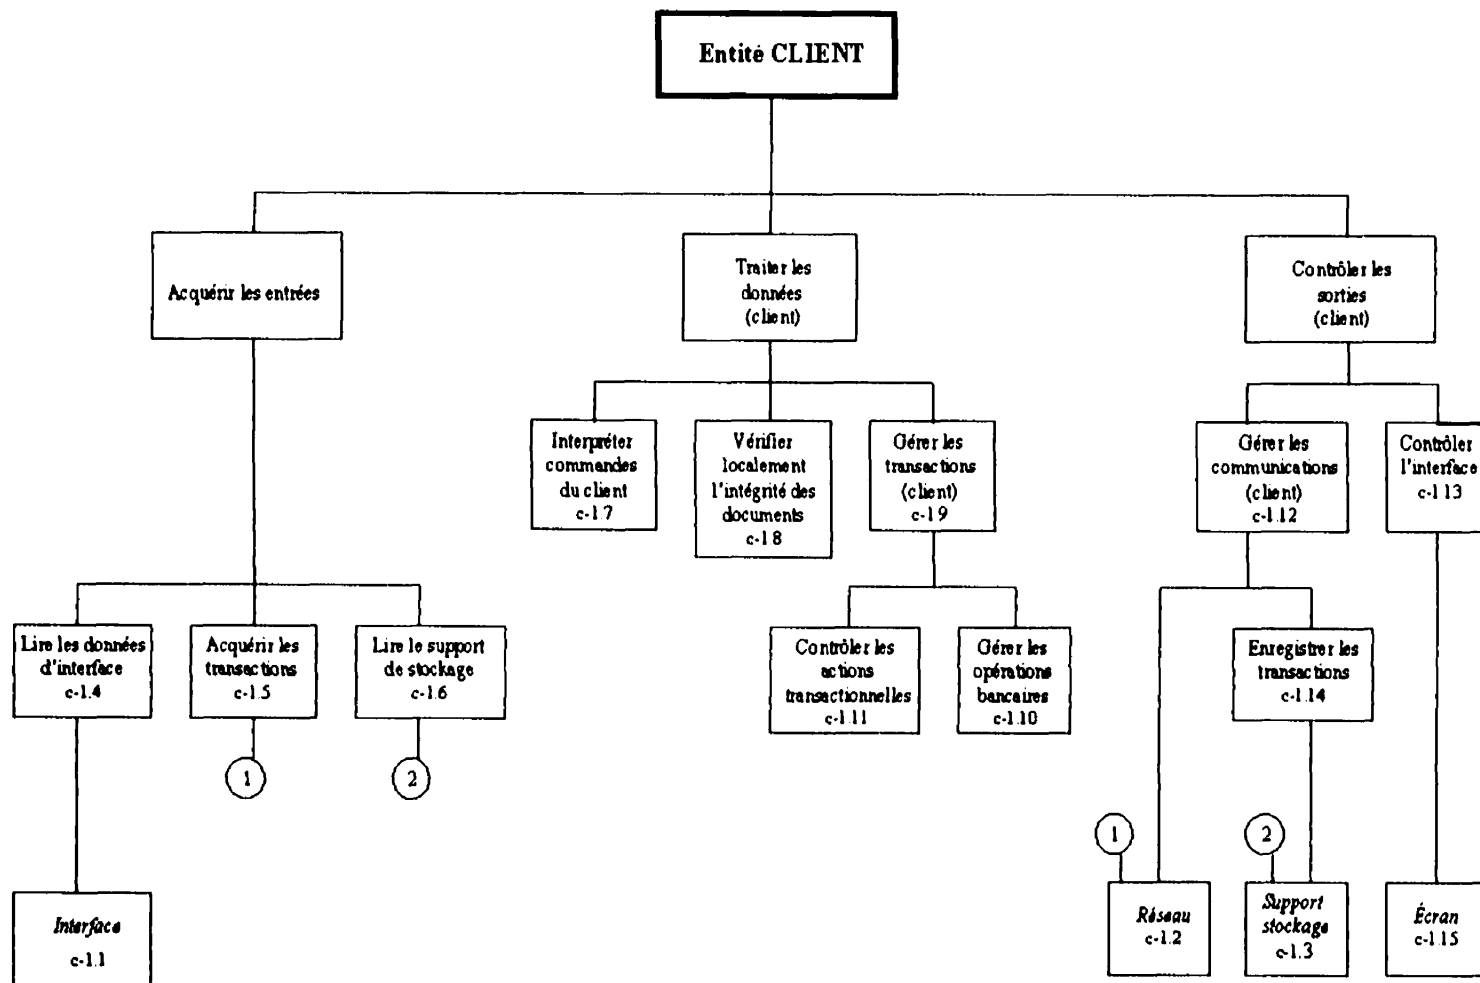 Entité CLIENT
Acquérir les entrées
Traiter les
données
(client)
Contrôler les
sorties
(client)
Interpréter
commandes
du client
c-1.7
Vérifier
localement
l'intégrité des
documents
c-1.8
Gérer les
transactions
(client)
c-1.9
Gérer les
communications
(client)
c-1.12
Contrôler
l'interface
c-1.13
Lire les données
d'interface
c-1.4
Acquérir les
transactions
c-1.5
Lire le support
de stockage
c-1.6
Contrôler les
actions
transactionnelles
c-1.11
Gérer les
opérations
bancaires
c-1.10
Enregistrer les
transactions
c-1.14
1
2
1
2
Interface
c-1.1
Réseau
c-1.2
Support
stockage
c-1.3
Écran
c-1.15